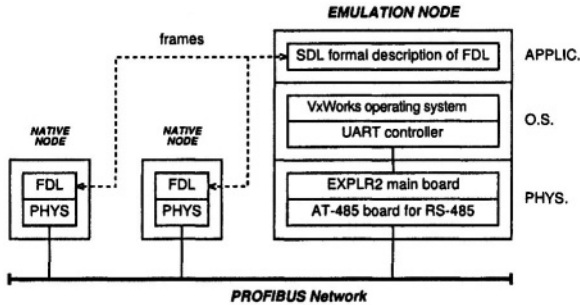 EMULATION NODE
frames
SDL formal description of FDL
APPLIC.
VxWorks operating system
UART controller
O.S.
NATIVE
NODE
NATIVE
NODE
FDL
PHYS
FDL
PHYS
EXPLR2 main board
AT-485 board for RS-485
PHYS.
PROFIBUS Network